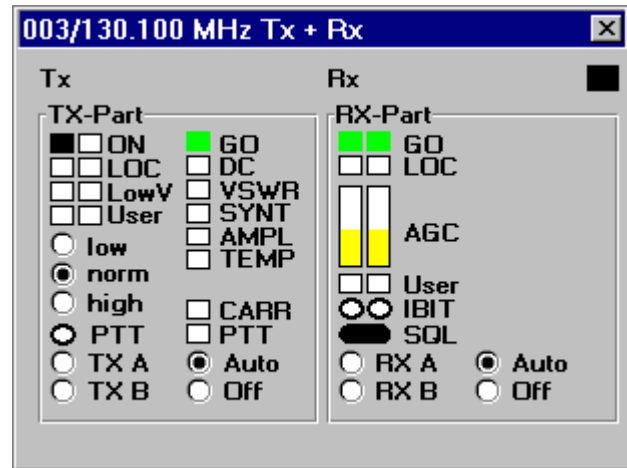 003/130.100 MHz Tx + Rx
Tx Rx
TX-Part RX-Part
ON GO GO
LOC DC LOC
LowV VSWR
User SYNT
low AMPL AGC
norm TEMP
high CARR User
PTT PTT IBIT
SQL
TX A Auto RX A Auto
TX B Off RX B Off